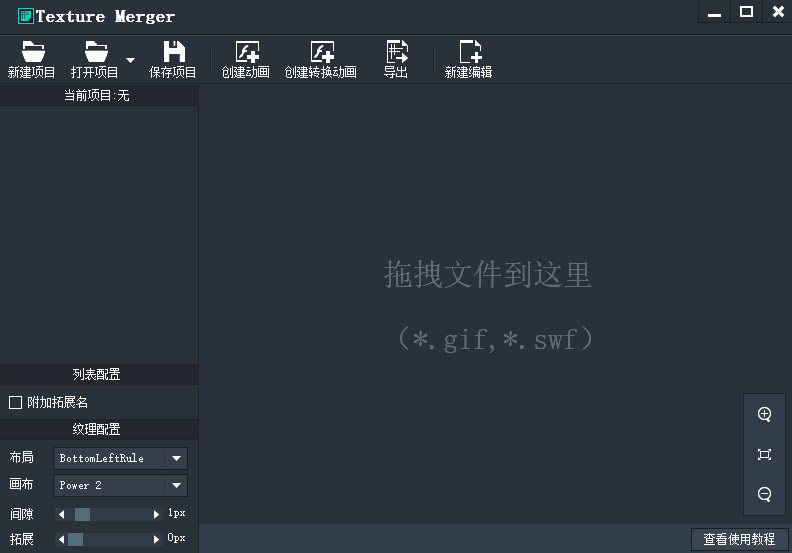 Texture Merger
新建项目 打开项目 保存项目 创建动画 创建转换动画 导出 新建编辑
当前项目:无
拖拽文件到这里
(*.gif,*.swf)
列表配置
附加拓展名
纹理配置
布局 BottomLeftRule
画布 Power 2
间隙 1px
拓展 0px
查看使用教程